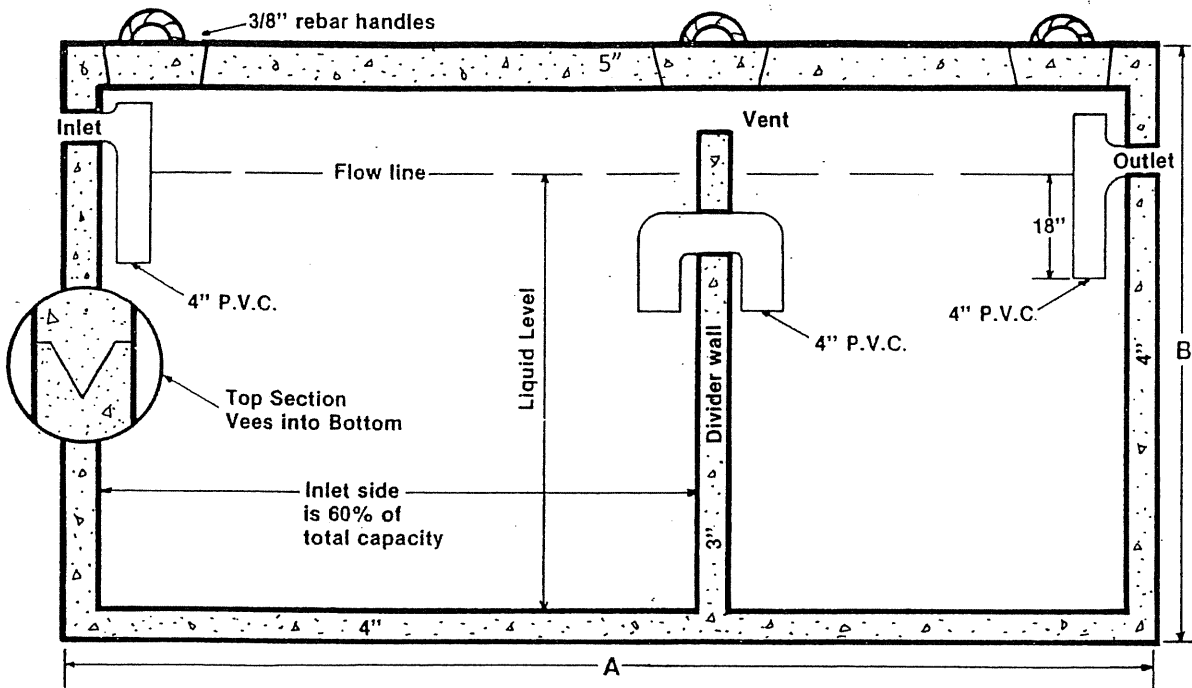 3/8" rebar handles
5"
Inlet
Vent
Outlet
Flow line
18"
4" P.V.C.
4" P.V.C.
4" P.V.C.
Liquid Level
Divider wall
4"
B
Top Section
Vees into Bottom
Inlet side
is 60% of
total capacity
3"
4"
A